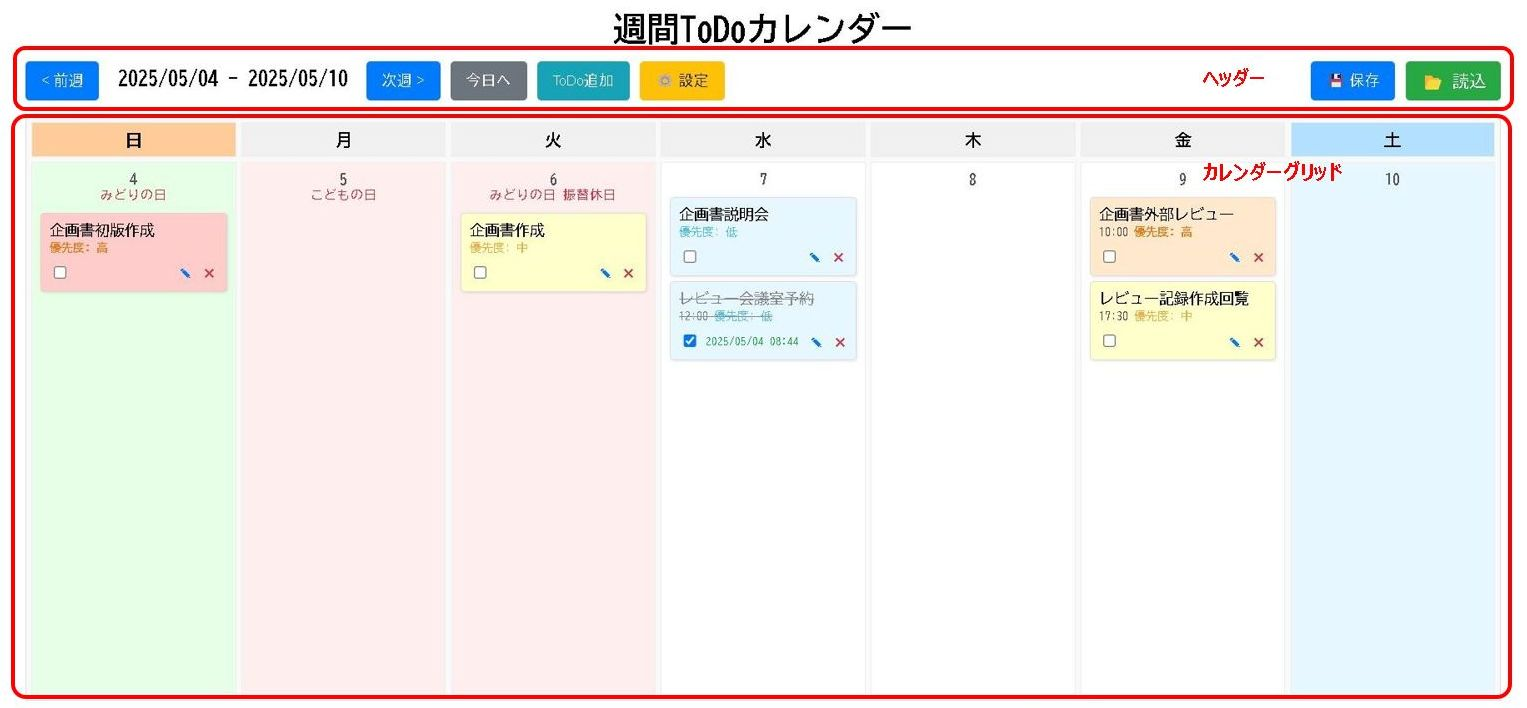 週間ToDoカレンダー
< 前週 2025/05/04 - 2025/05/10 次週 > 今日へ ToDo追加 設定 ヘッダー 保存 読込
日 月 火 水 木 金 土
カレンダーグリッド
4
みどりの日
企画書初版作成
優先度: 高
5
こどもの日
6
みどりの日 振替休日
企画書作成
優先度: 中
7
企画書説明会
優先度: 低
レビュー会議室予約
12:00 優先度: 低
2025/05/04 08:44
8
9
企画書外部レビュー
10:00 優先度: 高
レビュー記録作成回覧
17:30 優先度: 中
10